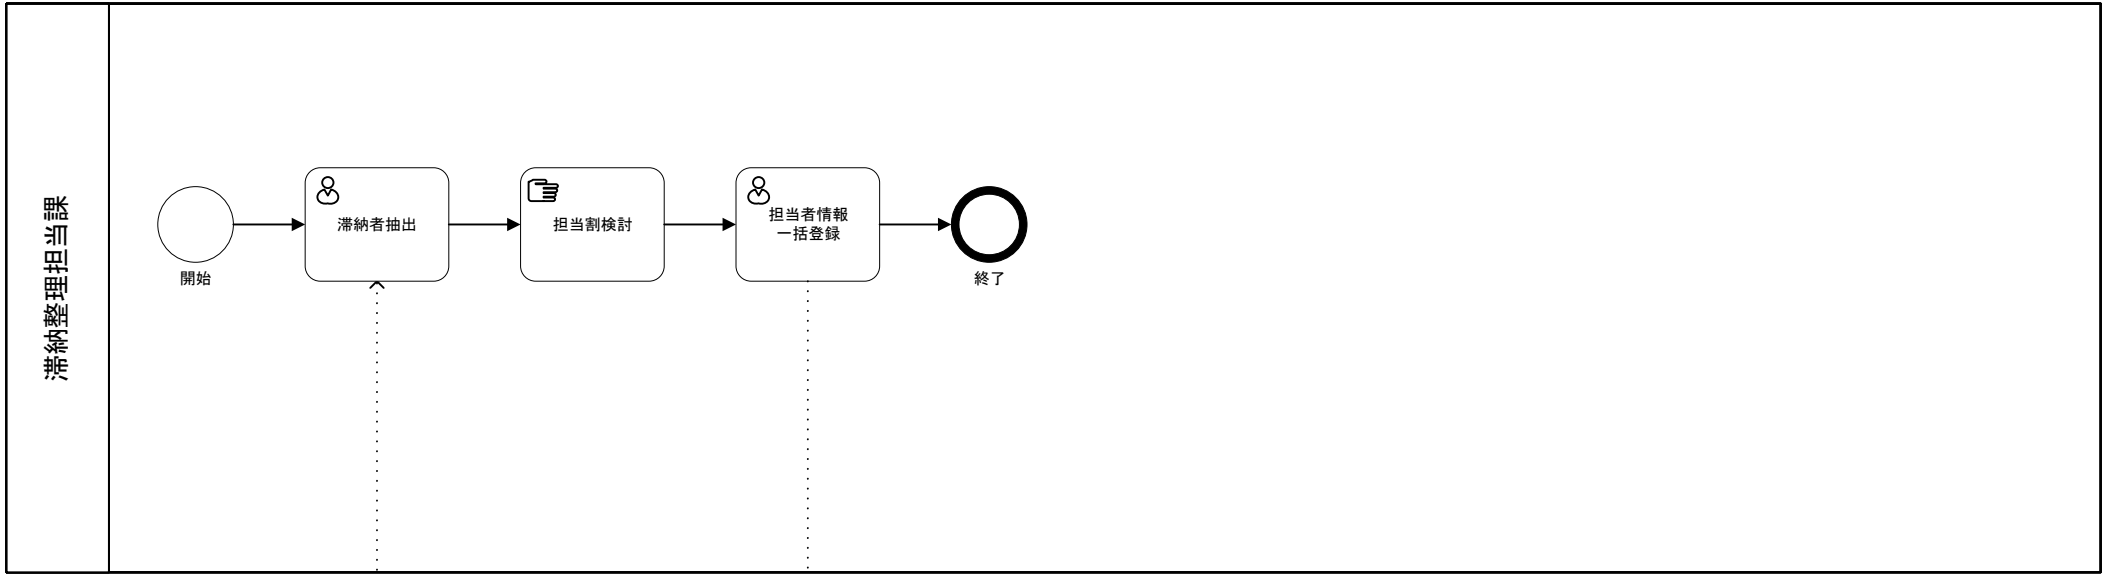 滞納整理担当課
開始
滞納者抽出
担当割検討
担当者情報
一括登録
終了